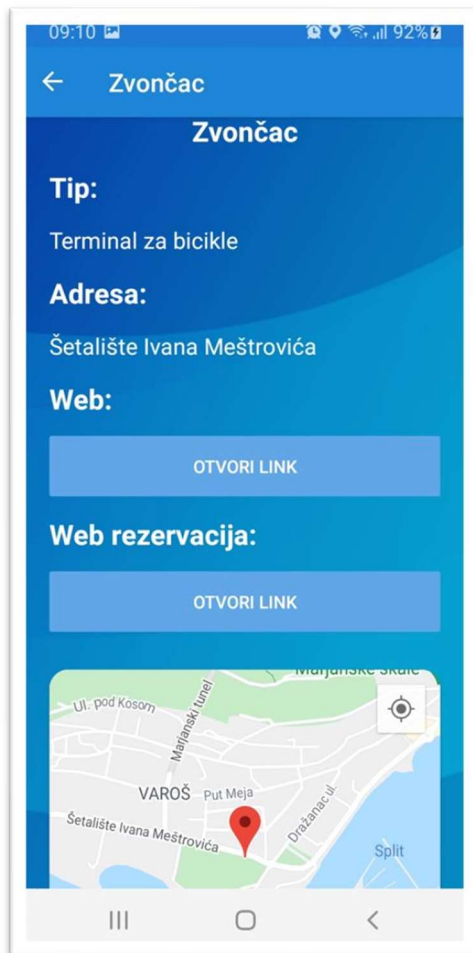 09:10
92%
Zvončac
Zvončac
Tip:
Terminal za bicikle
Adresa:
Šetalište Ivana Meštrovića
Web:
OTVORI LINK
Web rezervacija:
OTVORI LINK
Marjanske skale
Ul. pod Kosom
Marjanski tunel
VAROŠ
Put Meja
Dražanac ul.
Šetalište Ivana Meštrovića
Split